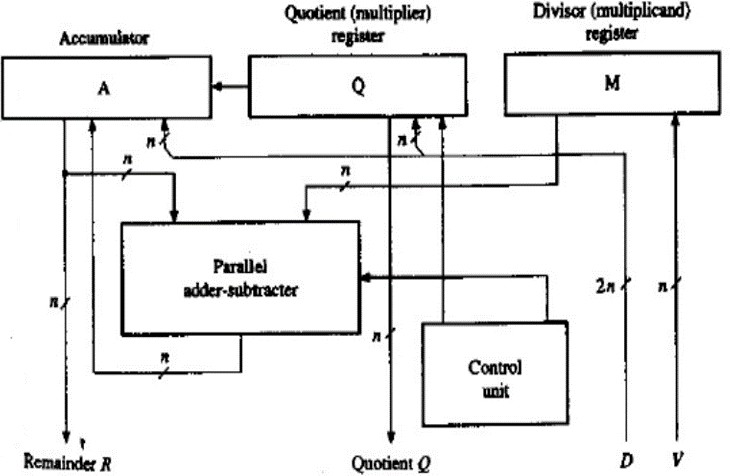 Quotient (multiplier)
register
Divisor (multiplicand)
register
Accumulator
A
Q
M
n
n
n
n
Parallel
adder-subtracter
n
2n
n
n
n
Control
unit
Remainder R
Quotient Q
D
V